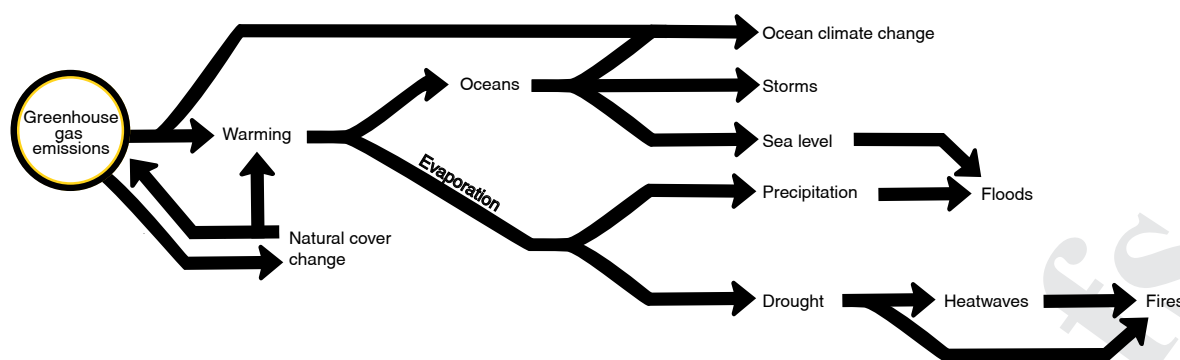 Greenhouse
gas
emissions
Warming
Natural cover
change
Oceans
Evaporation
Ocean climate change
Storms
Sea level
Precipitation
Floods
Drought
Heatwaves
Fires
fs